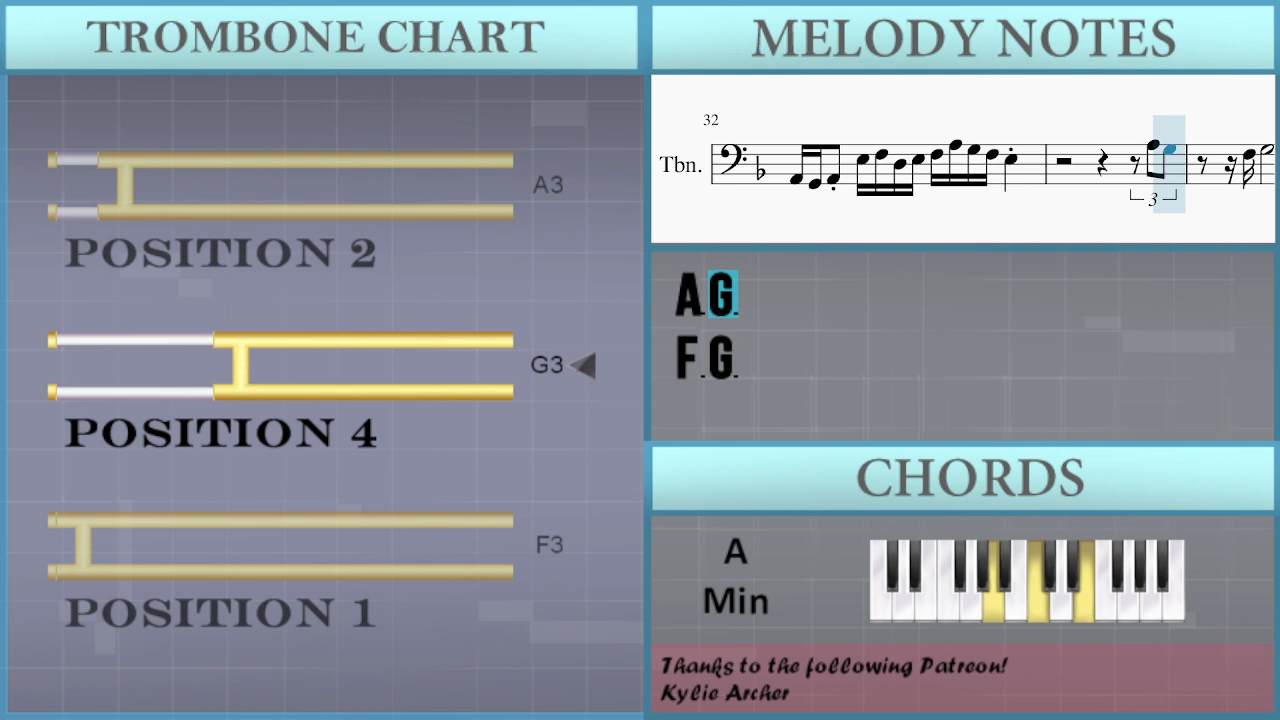 TROMBONE CHART
A3
POSITION 2
G3
POSITION 4
F3
POSITION 1
MELODY NOTES
32
Tbn.
3
A.G.
F.G.
CHORDS
A
Min
Thanks to the following Patreon!
Kylie Archer